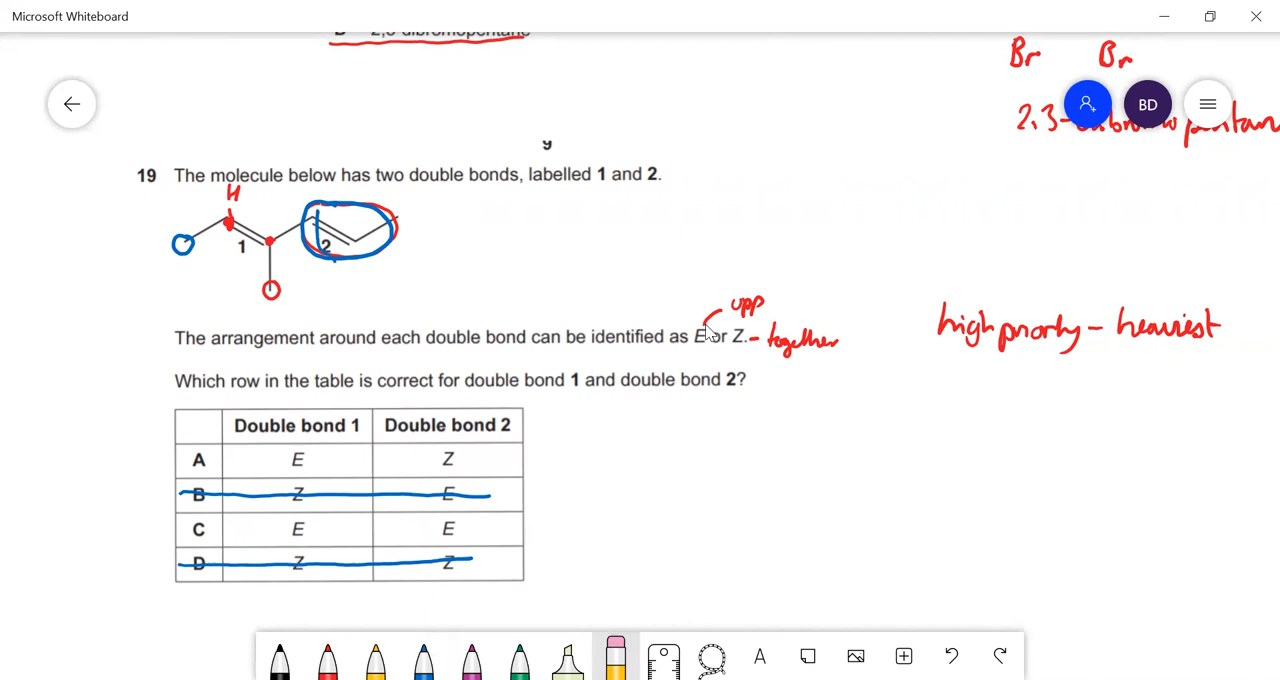 Microsoft Whiteboard
Br Br
BD
2,3-
9
19 The molecule below has two double bonds, labelled 1 and 2.
H
1
2
upp
The arrangement around each double bond can be identified as E or Z. - together
high priority - heaviest
Which row in the table is correct for double bond 1 and double bond 2?
Double bond 1 Double bond 2
A E Z
B Z E
C E E
D Z Z
A